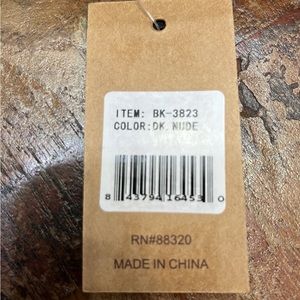 ITEM: BK-3823
COLOR:DK.NUDE
8 43794 16453 0
RN#88320
MADE IN CHINA